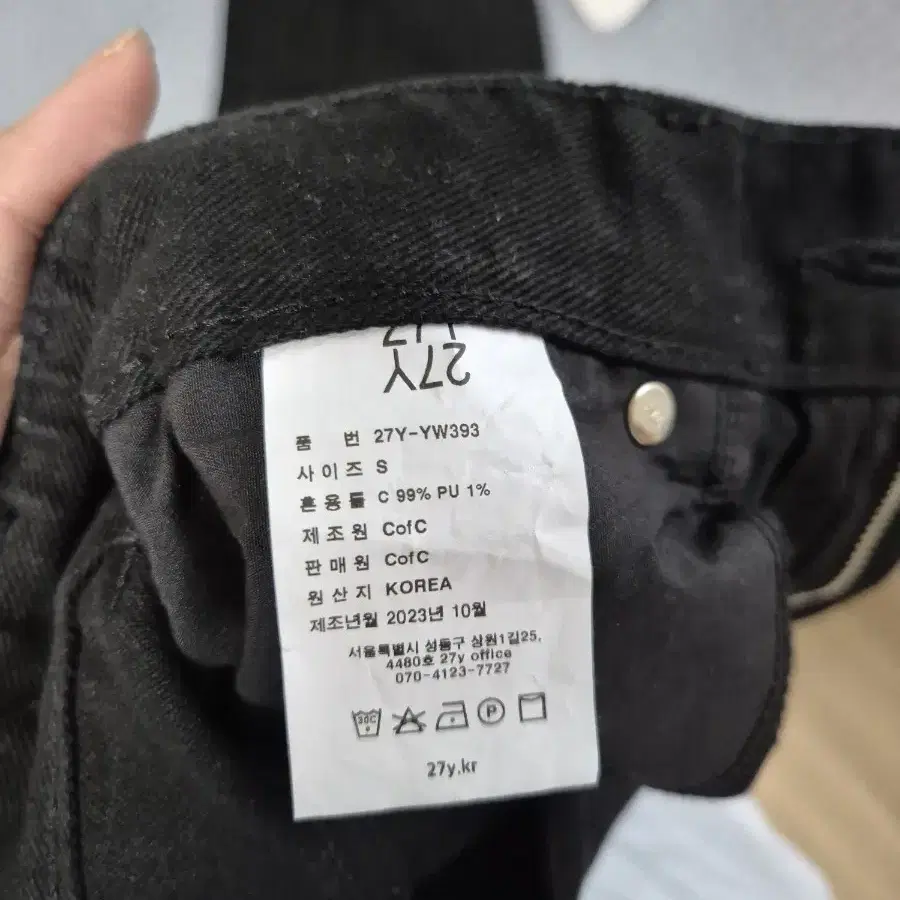 27Y
품 번 27Y-YW393
사이즈 S
혼용률 C 99% PU 1%
제조원 CofC
판매원 CofC
원산지 KOREA
제조년월 2023년 10월
서울특별시 성동구 상원1길25,
4480호 27y office
070-4123-7727
30C
P
27y.kr